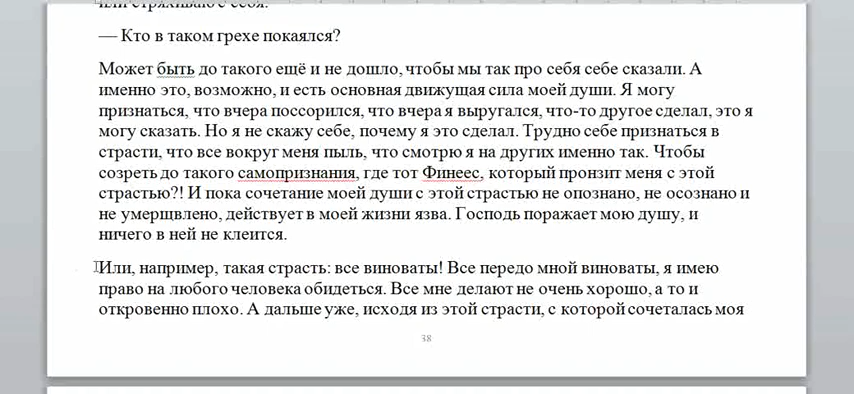 или стряхиваю с себя.
— Кто в таком грехе покаялся?
Может быть до такого ещё и не дошло, чтобы мы так про себя себе сказали. А
именно это, возможно, и есть основная движущая сила моей души. Я могу
признаться, что вчера поссорился, что вчера я выругался, что-то другое сделал, это я
могу сказать. Но я не скажу себе, почему я это сделал. Трудно себе признаться в
страсти, что все вокруг меня пыль, что смотрю я на других именно так. Чтобы
созреть до такого самопризнания, где тот Финеес, который пронзит меня с этой
страстью?! И пока сочетание моей души с этой страстью не опознано, не осознано и
не умерщвлено, действует в моей жизни язва. Господь поражает мою душу, и
ничего в ней не клеится.
Или, например, такая страсть: все виноваты! Все передо мной виноваты, я имею
право на любого человека обидеться. Все мне делают не очень хорошо, а то и
откровенно плохо. А дальше уже, исходя из этой страсти, с которой сочеталась моя
38